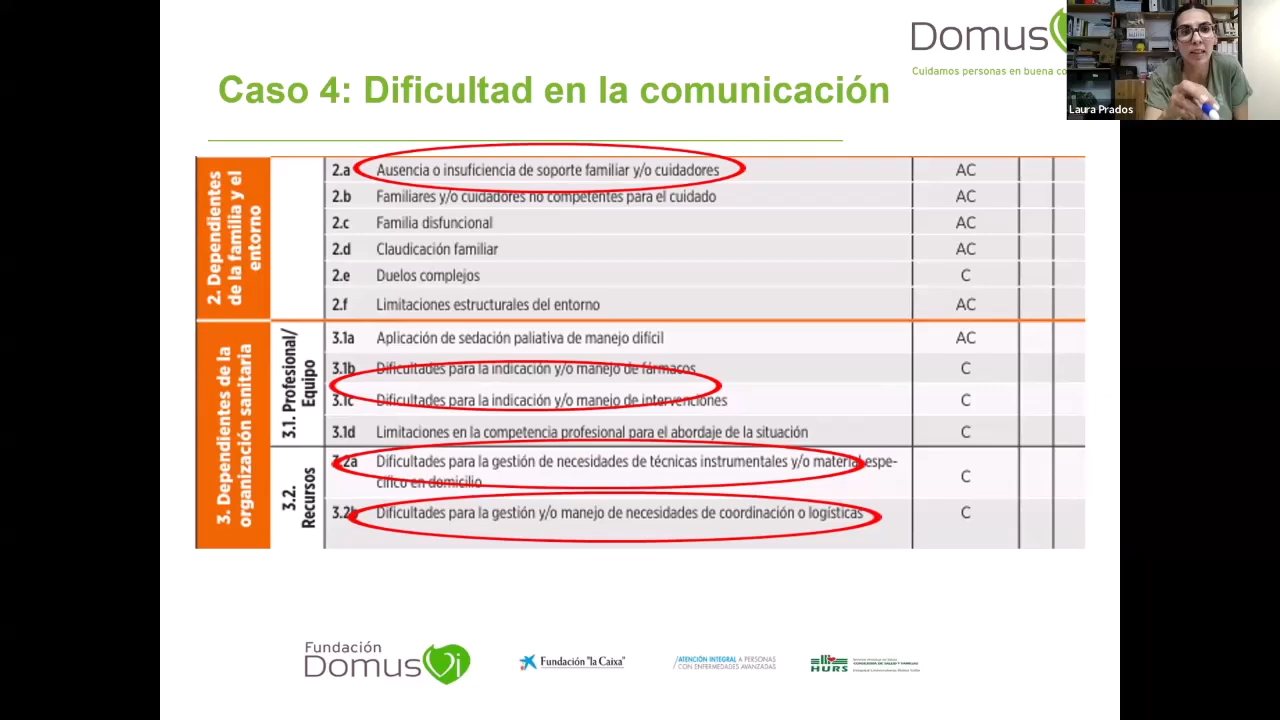 Domus
Cuidamos personas en buena co
Laura Prados
Caso 4: Dificultad en la comunicación
2. Dependientes
de la familia y el
entorno
2.a Ausencia o insuficiencia de soporte familiar y/o cuidadores AC
2.b Familiares y/o cuidadores no competentes para el cuidado AC
2.c Familia disfuncional AC
2.d Claudicación familiar AC
2.e Duelos complejos C
2.f Limitaciones estructurales del entorno AC
3. Dependientes de la
organización sanitaria
3.1. Profesional/
Equipo
3.1a Aplicación de sedación paliativa de manejo difícil AC
3.1b Dificultades para la indicación y/o manejo de fármacos C
3.1c Dificultades para la indicación y/o manejo de intervenciones C
3.1d Limitaciones en la competencia profesional para el abordaje de la situación C
3.2.
Recursos
3.2a Dificultades para la gestión de necesidades de técnicas instrumentales y/o material espe-
cífico en domicilio C
3.2b Dificultades para la gestión y/o manejo de necesidades de coordinación o logísticas C
Fundación
DomusVi
Fundación "la Caixa"
/ATENCIÓN INTEGRAL A PERSONAS
CON ENFERMEDADES AVANZADAS
HURS